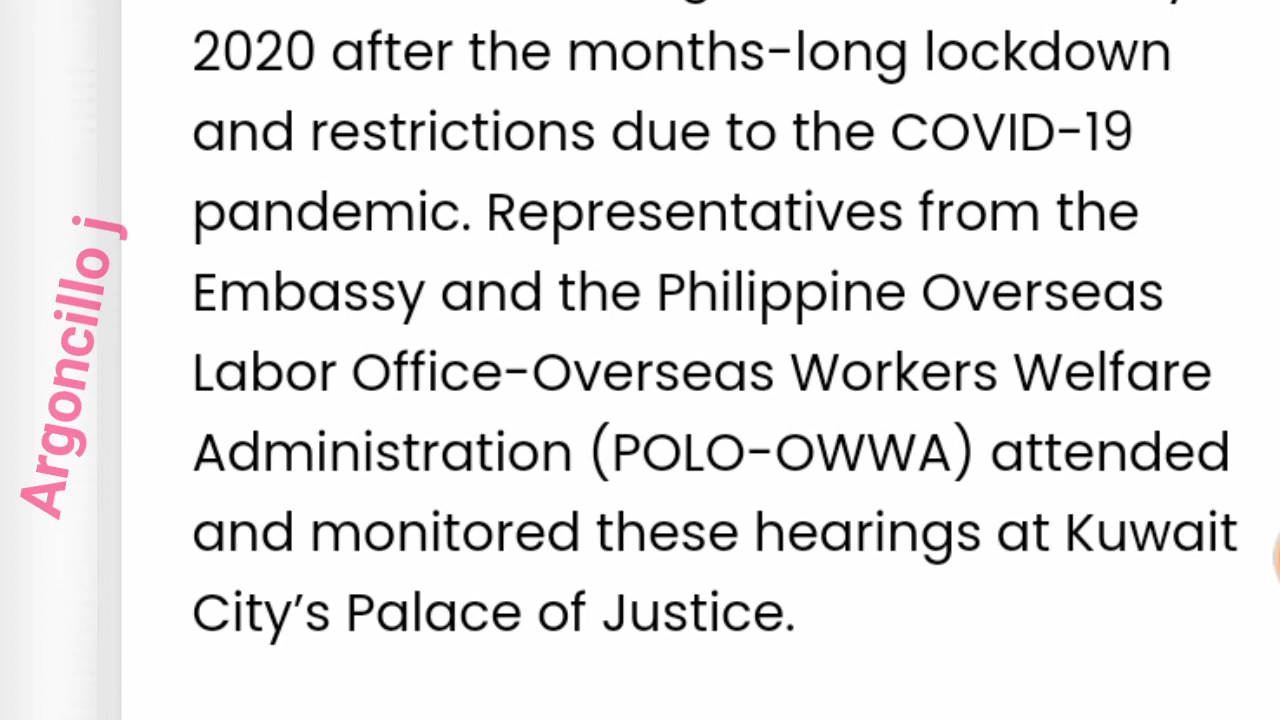 2020 after the months-long lockdown
and restrictions due to the COVID-19
pandemic. Representatives from the
Embassy and the Philippine Overseas
Labor Office-Overseas Workers Welfare
Administration (POLO-OWWA) attended
and monitored these hearings at Kuwait
City’s Palace of Justice.
Argoncillo j